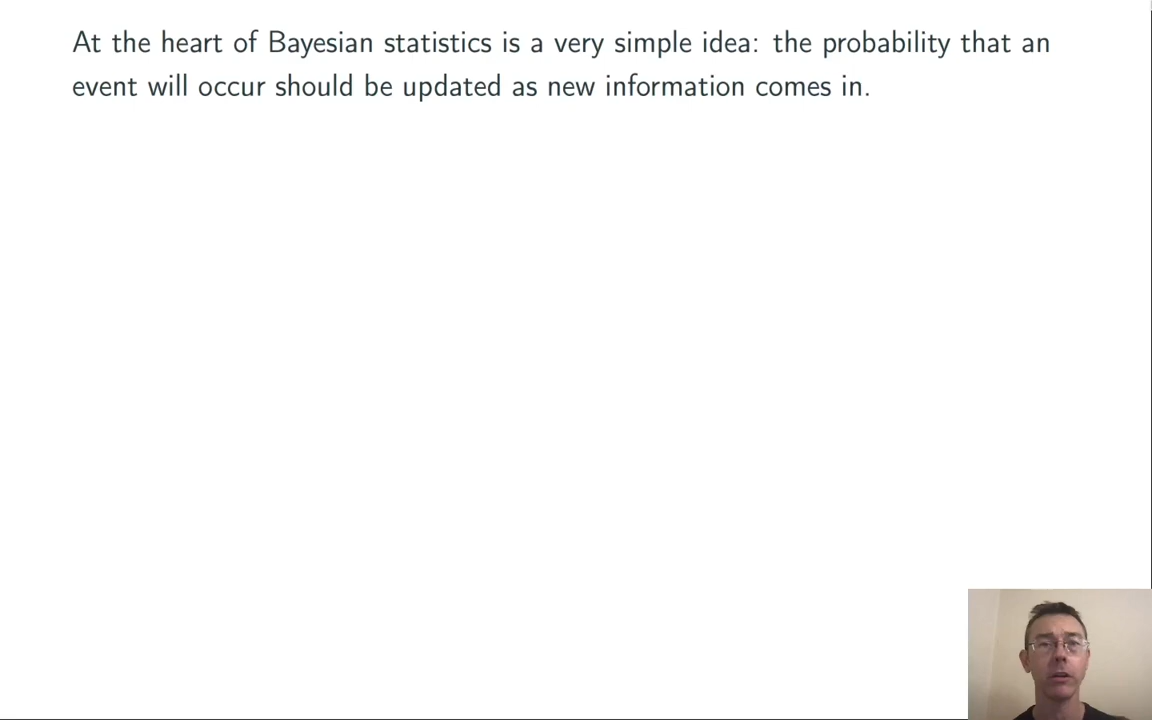 At the heart of Bayesian statistics is a very simple idea: the probability that an
event will occur should be updated as new information comes in.